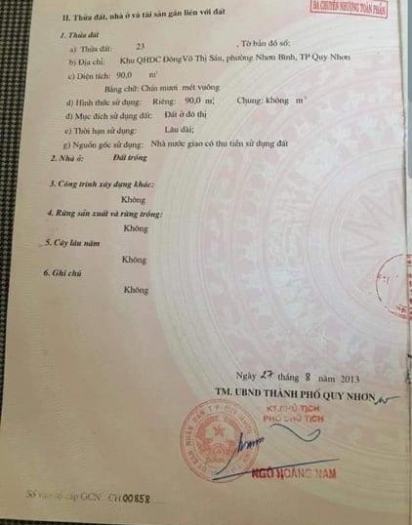 ĐÃ CHUYỂN NHƯỢNG TOÀN PHẦN
II. Thửa đất, nhà ở và tài sản gắn liền với đất
1. Thửa đất
a) Thửa đất: 23 , Tờ bản đồ số:
b) Địa chỉ: Khu QHDC Đông Võ Thị Sáu, phường Nhơn Bình, TP Quy Nhơn
c) Diện tích: 90,0 m²
Bằng chữ: Chín mươi mét vuông
d) Hình thức sử dụng: Riêng: 90,0 m²; Chung: không m²
đ) Mục đích sử dụng đất: Đất ở đô thị
e) Thời hạn sử dụng: Lâu dài;
g) Nguồn gốc sử dụng: Nhà nước giao có thu tiền sử dụng đất
2. Nhà ở: Đất trống
3. Công trình xây dựng khác:
Không
4. Rừng sản xuất và rừng trồng:
Không
5. Cây lâu năm
Không
6. Ghi chú
Không
Ngày 27 tháng 8 năm 2013
TM. UBND THÀNH PHỐ QUY NHƠN
KT.CHỦ TỊCH
PHÓ CHỦ TỊCH
NGÔ HOÀNG NAM
Số vào sổ cấp GCN: CH 00858